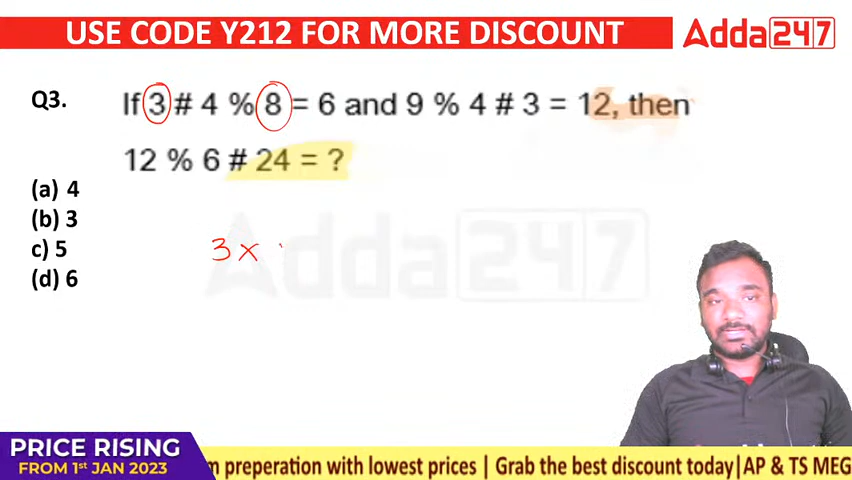 USE CODE Y212 FOR MORE DISCOUNT
Adda247
Q3.
If 3 # 4 % 8 = 6 and 9 % 4 # 3 = 12, then
12 % 6 # 24 = ?
(a) 4
(b) 3
c) 5
(d) 6
3 ×
Adda247
PRICE RISING
FROM 1st JAN 2023
m preperation with lowest prices | Grab the best discount today|AP & TS MEG